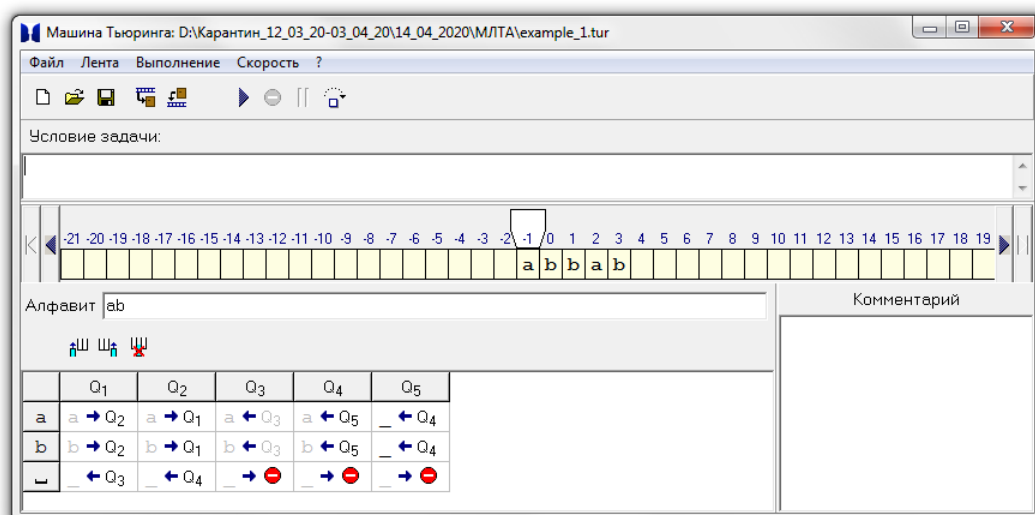 Машина Тьюринга: D:\Карантин_12_03_20-03_04_20\14_04_2020\МЛТА\example_1.tur
Файл Лента Выполнение Скорость ?
Условие задачи:
-21 -20 -19 -18 -17 -16 -15 -14 -13 -12 -11 -10 -9 -8 -7 -6 -5 -4 -3 -2 -1 0 1 2 3 4 5 6 7 8 9 10 11 12 13 14 15 16 17 18 19
a b b a b
Алфавит ab
Комментарий
Q1 Q2 Q3 Q4 Q5
a a → Q2 a → Q1 a ← Q3 a ← Q5 _ ← Q4
b b → Q2 b → Q1 b ← Q3 b ← Q5 _ ← Q4
_ ← Q3 _ ← Q4 _ → _ → _ →